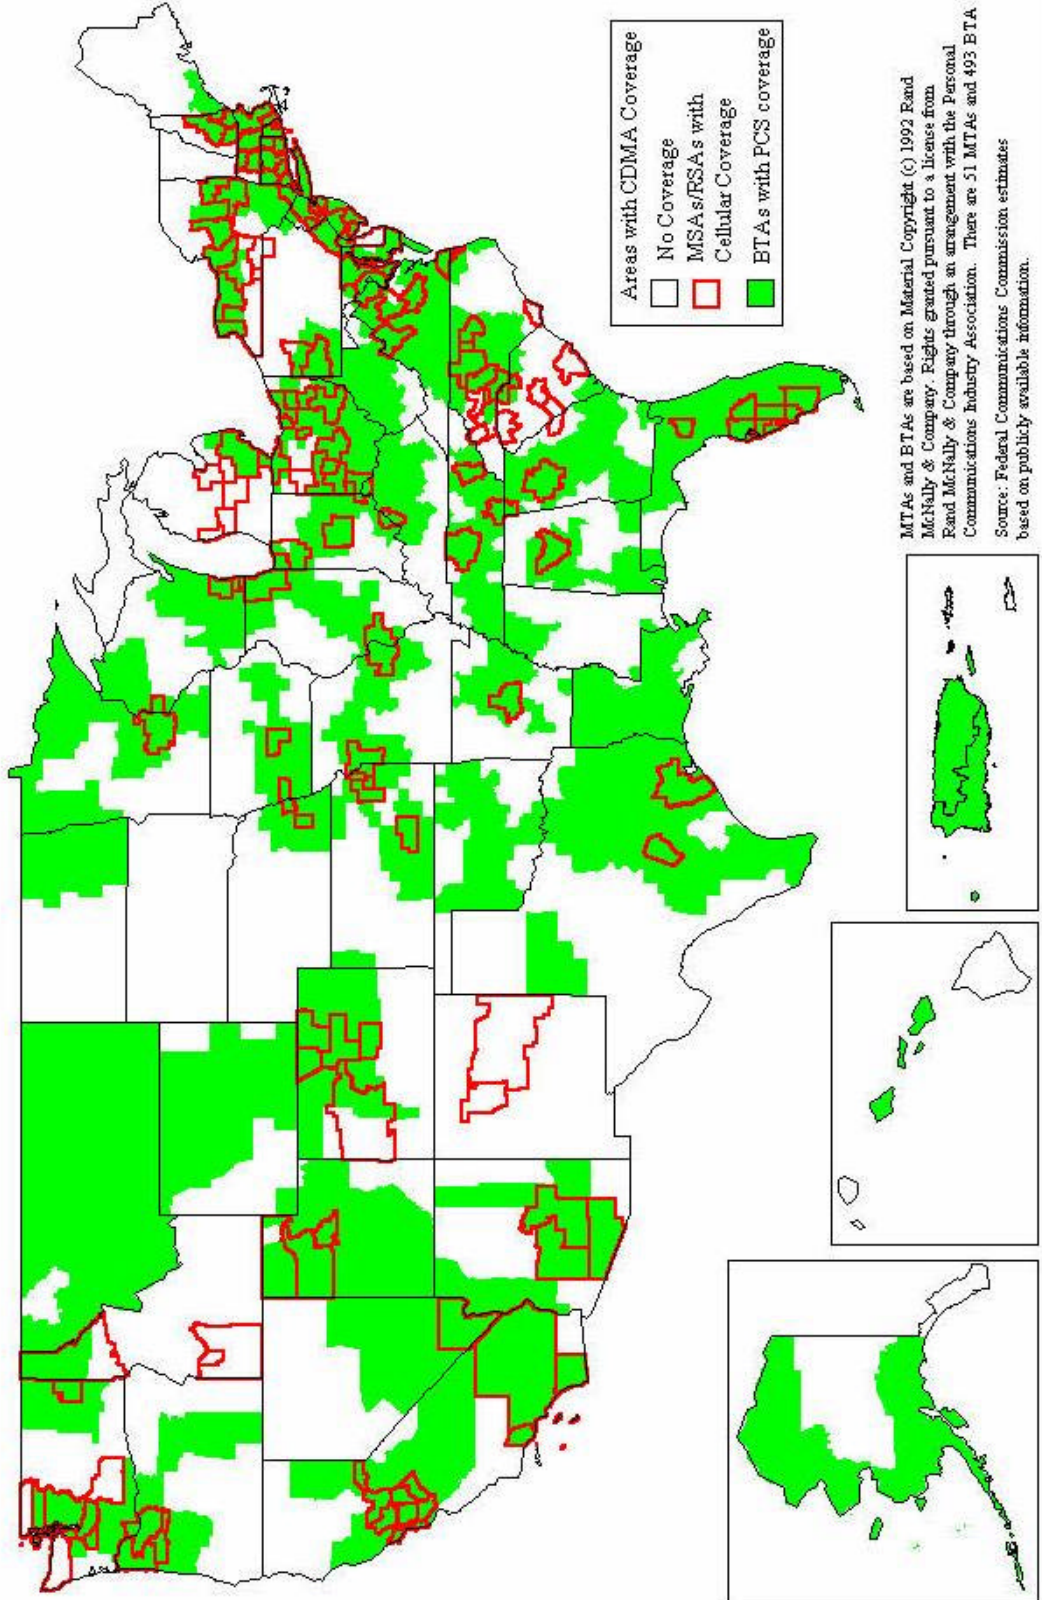 Areas with CDMA Coverage
No Coverage
MSAs/RSAs with
Cellular Coverage
BTAs with PCS coverage
MTAs and BTAs are based on Material Copyright (c) 1992 Rand
McNally & Company. Rights granted pursuant to a license from
Rand McNally & Company through an arrangement with the Personal
Communications Industry Association. There are 51 MTAs and 493 BTA
Source: Federal Communications Commission estimates
based on publicly available information.